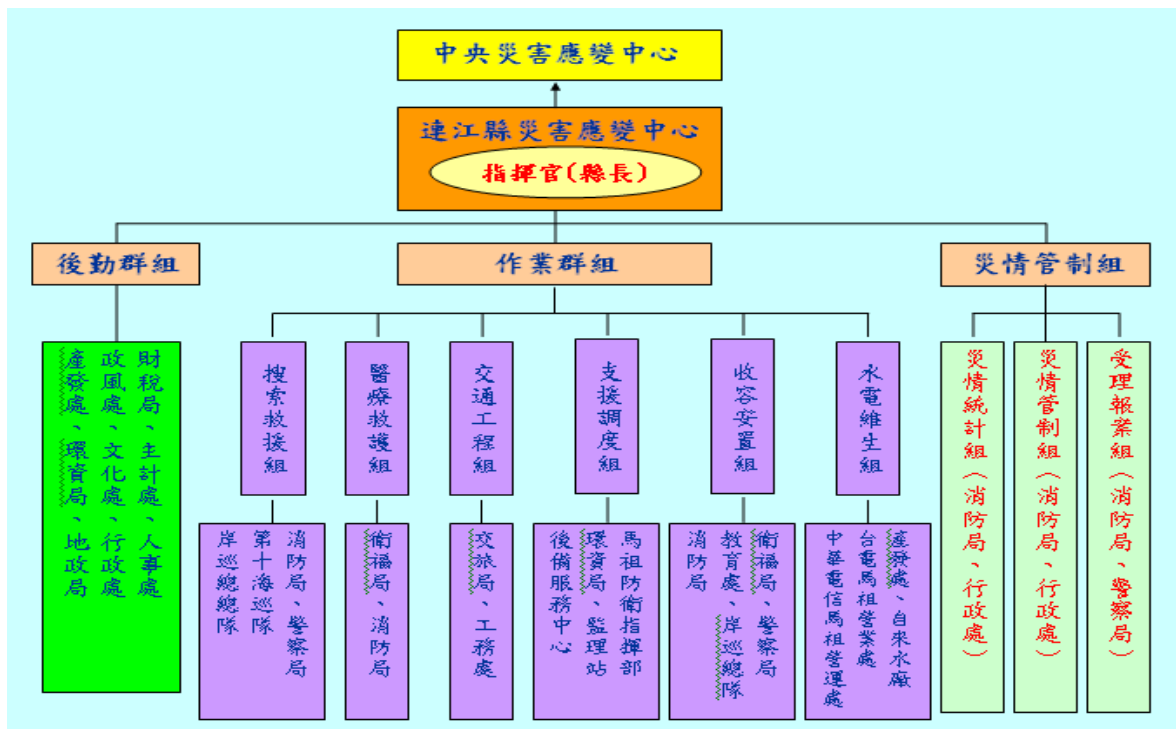 中央災害應變中心
連江縣災害應變中心
指揮官(縣長)
後勤群組
作業群組
災情管制組
財稅局、主計處、人事處
政風處、文化處、行政處
產發處、環資局、地政局
搜索救援組
醫療救護組
交通工程組
支援調度組
收容安置組
水電維生組
災情統計組(消防局、行政處)
災情管制組(消防局、行政處)
受理報案組(消防局、警察局)
消防局、警察局
第十海巡隊
岸巡總總隊
衛福局、消防局
交旅局、工務處
馬祖防衛指揮部
環資局、監理站
後備服務中心
衛福局、警察局
教育處、岸巡總隊
消防局
產發處、自來水廠
台電馬祖營業處
中華電信馬祖營運處